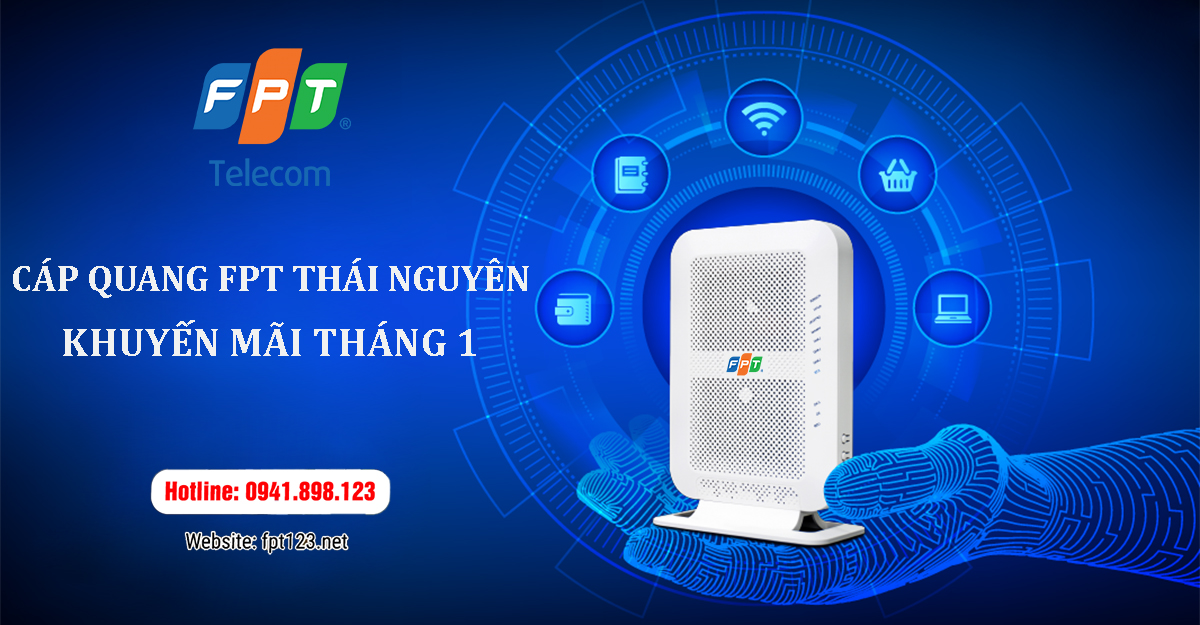 FPT®
Telecom
CÁP QUANG FPT THÁI NGUYÊN
KHUYẾN MÃI THÁNG 1
FPT
Hotline: 0941.898.123
Website: fpt123.net